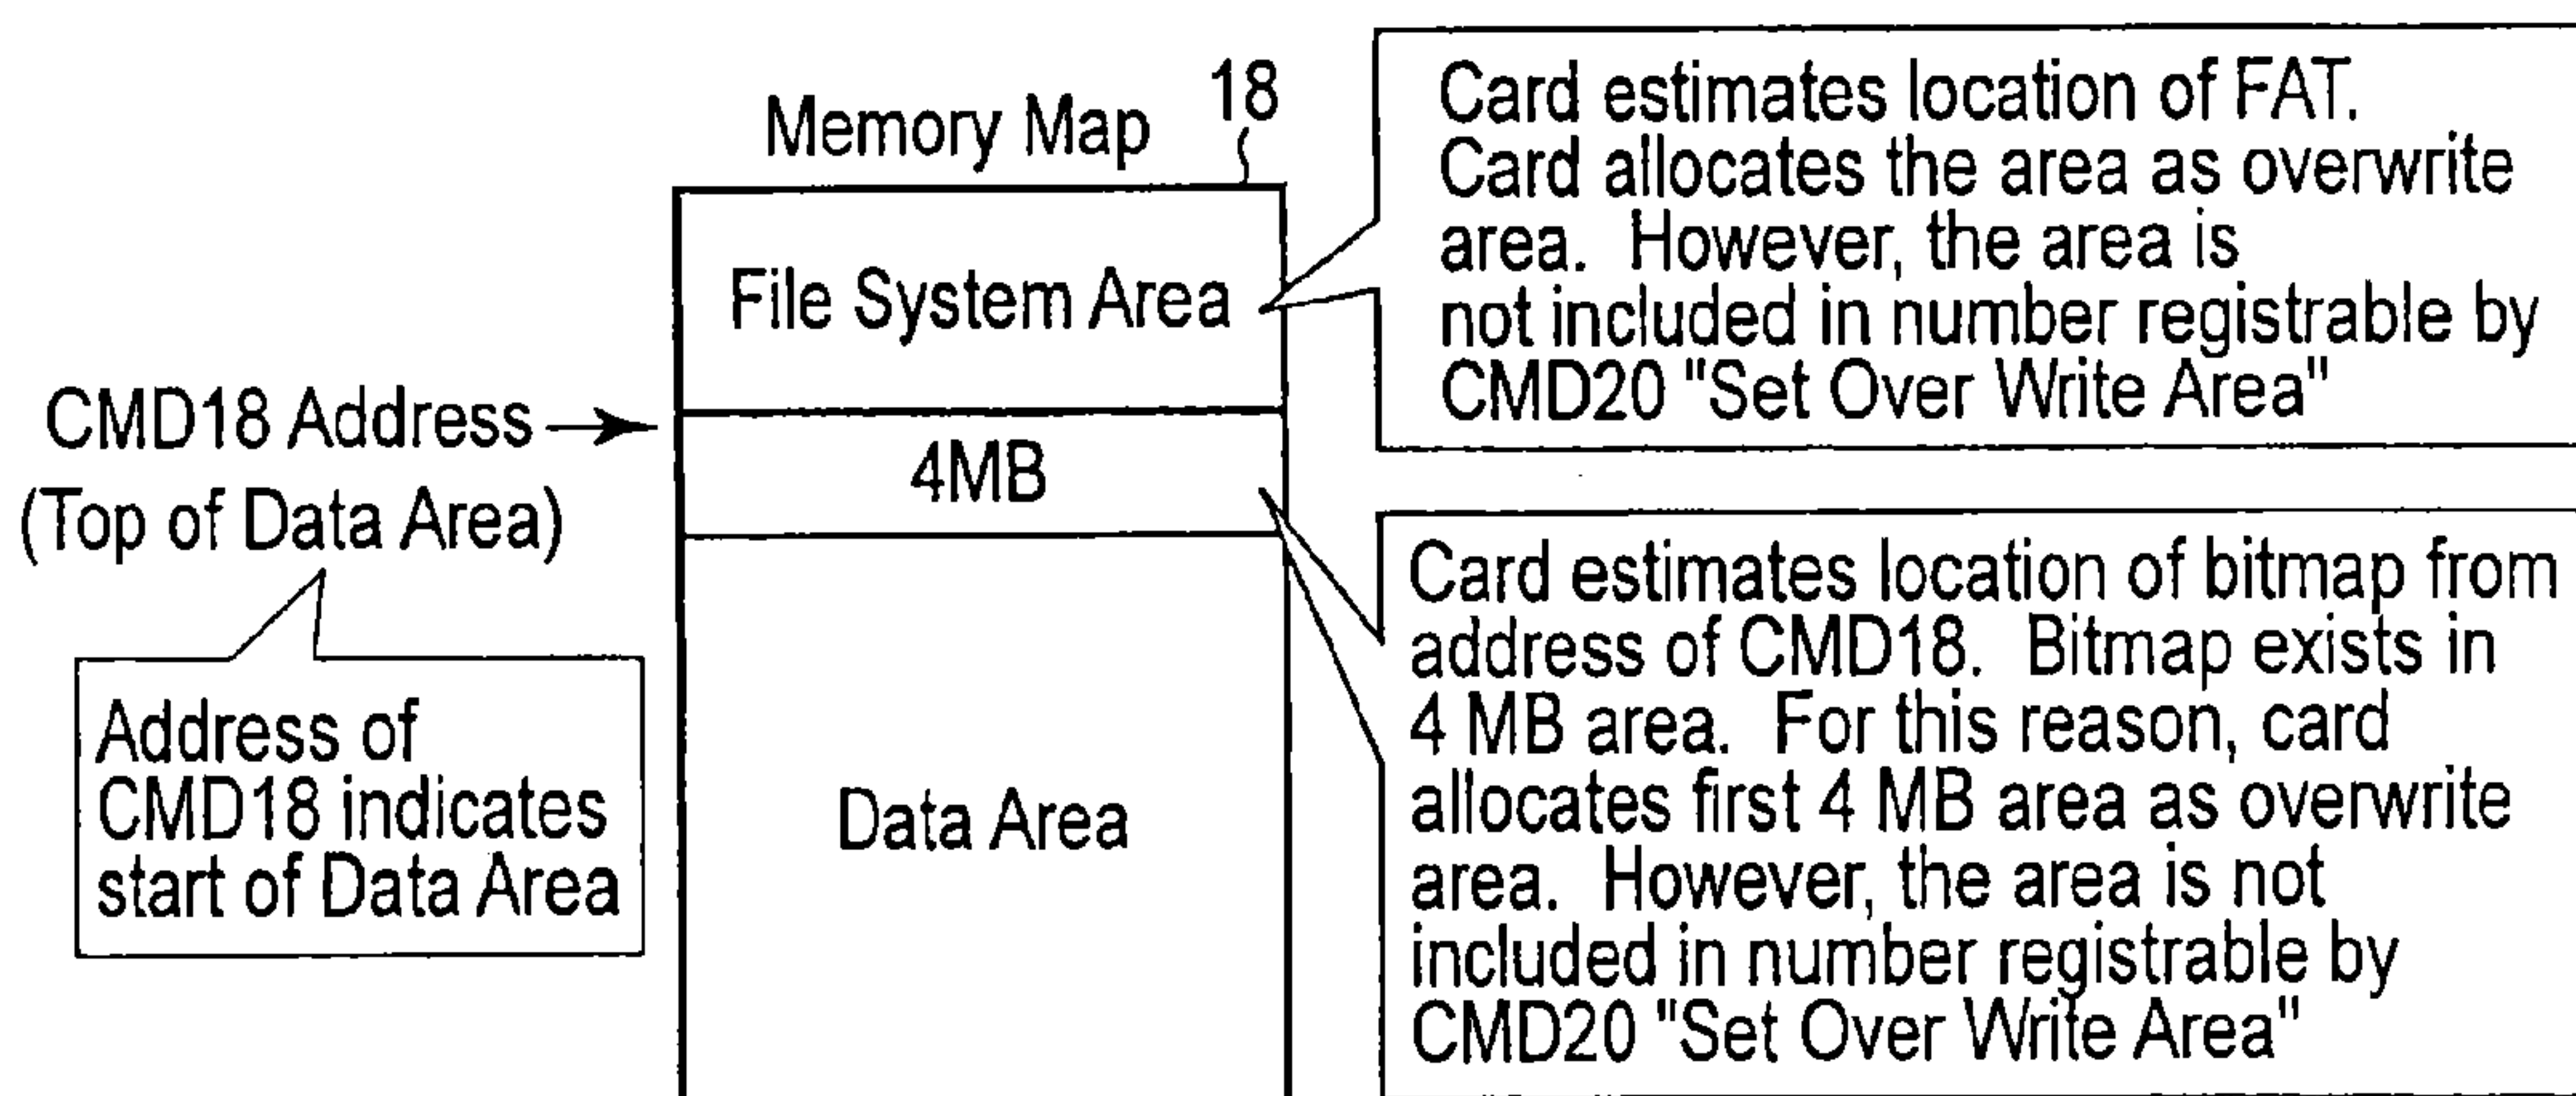 Memory Map
18
File System Area
CMD18 Address
(Top of Data Area)
4MB
Data Area
Address of
CMD18 indicates
start of Data Area
Card estimates location of FAT.
Card allocates the area as overwrite
area. However, the area is
not included in number registrable by
CMD20 "Set Over Write Area"
Card estimates location of bitmap from
address of CMD18. Bitmap exists in
4 MB area. For this reason, card
allocates first 4 MB area as overwrite
area. However, the area is not
included in number registrable by
CMD20 "Set Over Write Area"